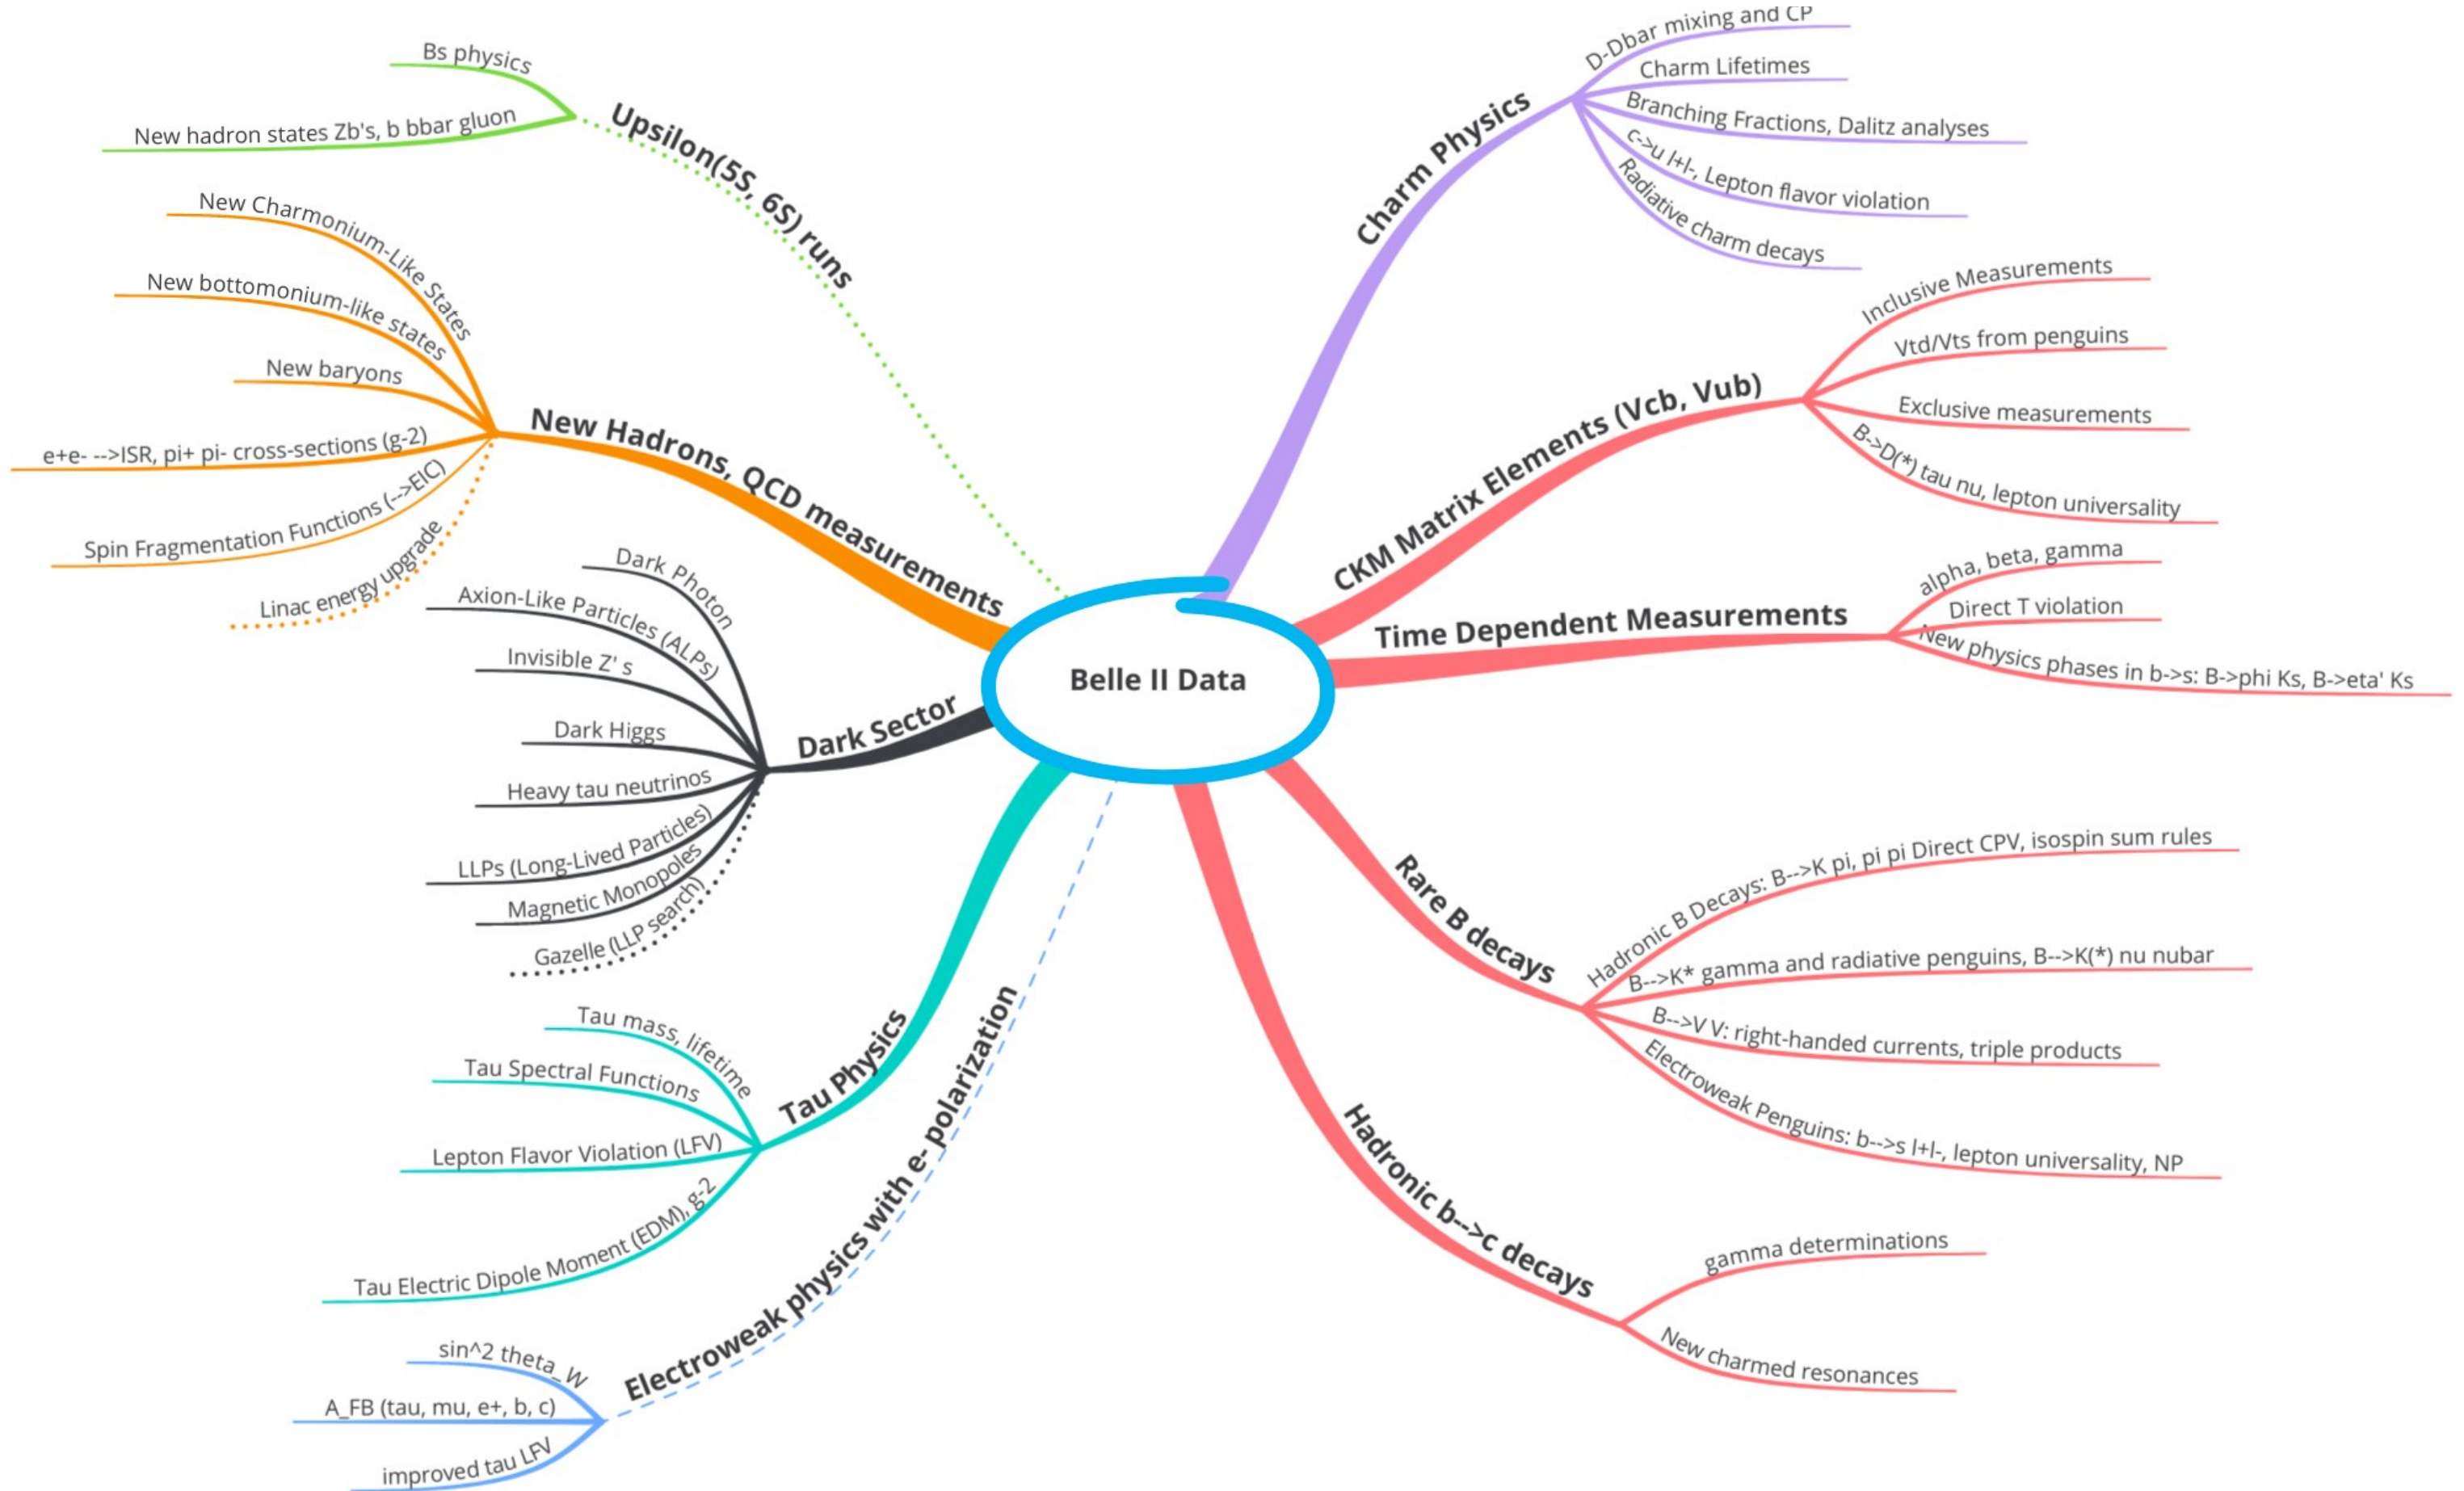 Belle II Data
Charm Physics
D-Dbar mixing and CP
Charm Lifetimes
Branching Fractions, Dalitz analyses
c->u l+l-, Lepton flavor violation
Radiative charm decays
CKM Matrix Elements (Vcb, Vub)
Inclusive Measurements
Vtd/Vts from penguins
Exclusive measurements
B->D(*) tau nu, lepton universality
Time Dependent Measurements
alpha, beta, gamma
Direct T violation
New physics phases in b->s: B->phi Ks, B->eta' Ks
Rare B decays
Hadronic B Decays: B-->K pi, pi pi Direct CPV, isospin sum rules
B-->K* gamma and radiative penguins, B-->K(*) nu nubar
B-->V V: right-handed currents, triple products
Electroweak Penguins: b-->s l+l-, lepton universality, NP
Hadronic b-->c decays
gamma determinations
New charmed resonances
Upsilon(5S, 6S) runs
Bs physics
New hadron states Zb's, b bbar gluon
New Hadrons, QCD measurements
New Charmonium-Like States
New bottomonium-like states
New baryons
e+e- -->ISR, pi+ pi- cross-sections (g-2)
Spin Fragmentation Functions (-->EIC)
Linac energy upgrade
Dark Sector
Dark Photon
Axion-Like Particles (ALPs)
Invisible Z' s
Dark Higgs
Heavy tau neutrinos
LLPs (Long-Lived Particles)
Magnetic Monopoles
Gazelle (LLP search)
Tau Physics
Tau mass, lifetime
Tau Spectral Functions
Lepton Flavor Violation (LFV)
Tau Electric Dipole Moment (EDM), g-2
Electroweak physics with e- polarization
sin^2 theta_W
A_FB (tau, mu, e+, b, c)
improved tau LFV